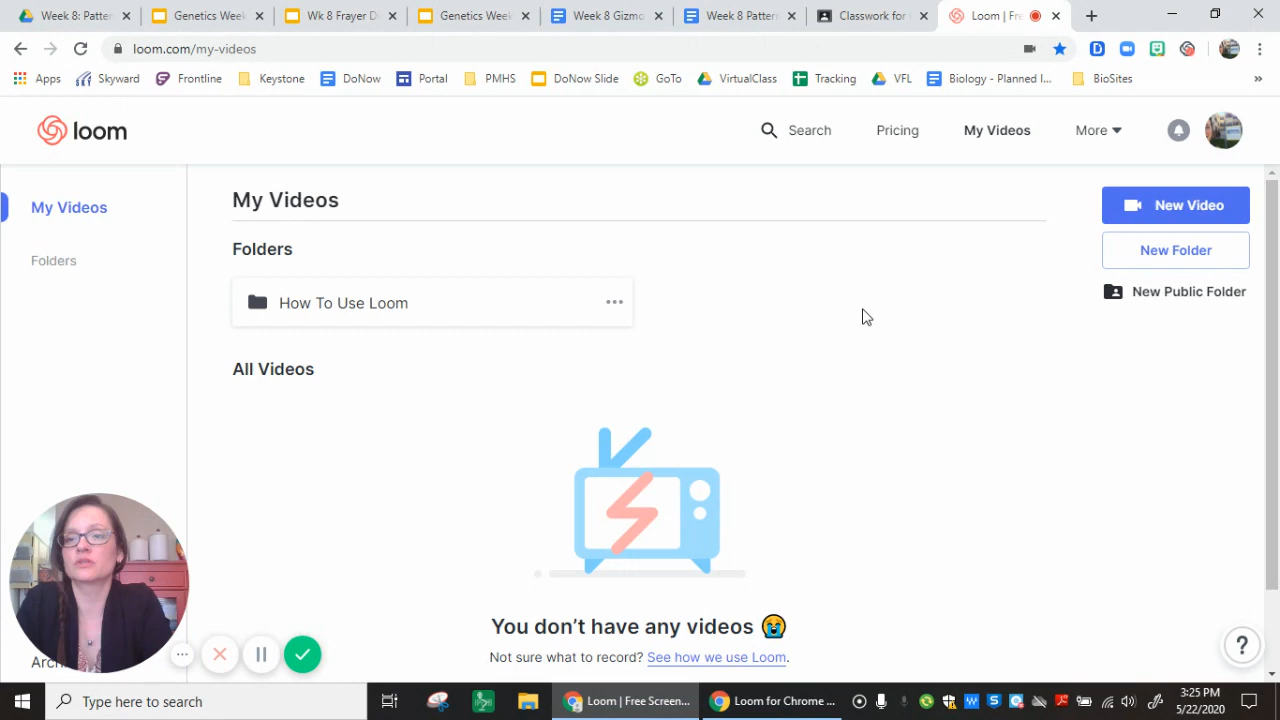 Week 8: Pattern
Genetics Week
Wk 8 Frayer D
Genetics Week
Week 8 Gizmo
Week 8 Pattern
Classwork for
Loom | Fre
loom.com/my-videos
Apps
Skyward
Frontline
Keystone
DoNow
Portal
PMHS
DoNow Slide
GoTo
VirtualClass
Tracking
VFL
Biology - Planned I...
BioSites
»
loom
Search
Pricing
My Videos
More
My Videos
Folders
My Videos
New Video
New Folder
New Public Folder
Folders
How To Use Loom
All Videos
You don't have any videos 😭
Not sure what to record? See how we use Loom.
Arch
?
Type here to search
Loom | Free Screen...
Loom for Chrome ...
3:25 PM
5/22/2020